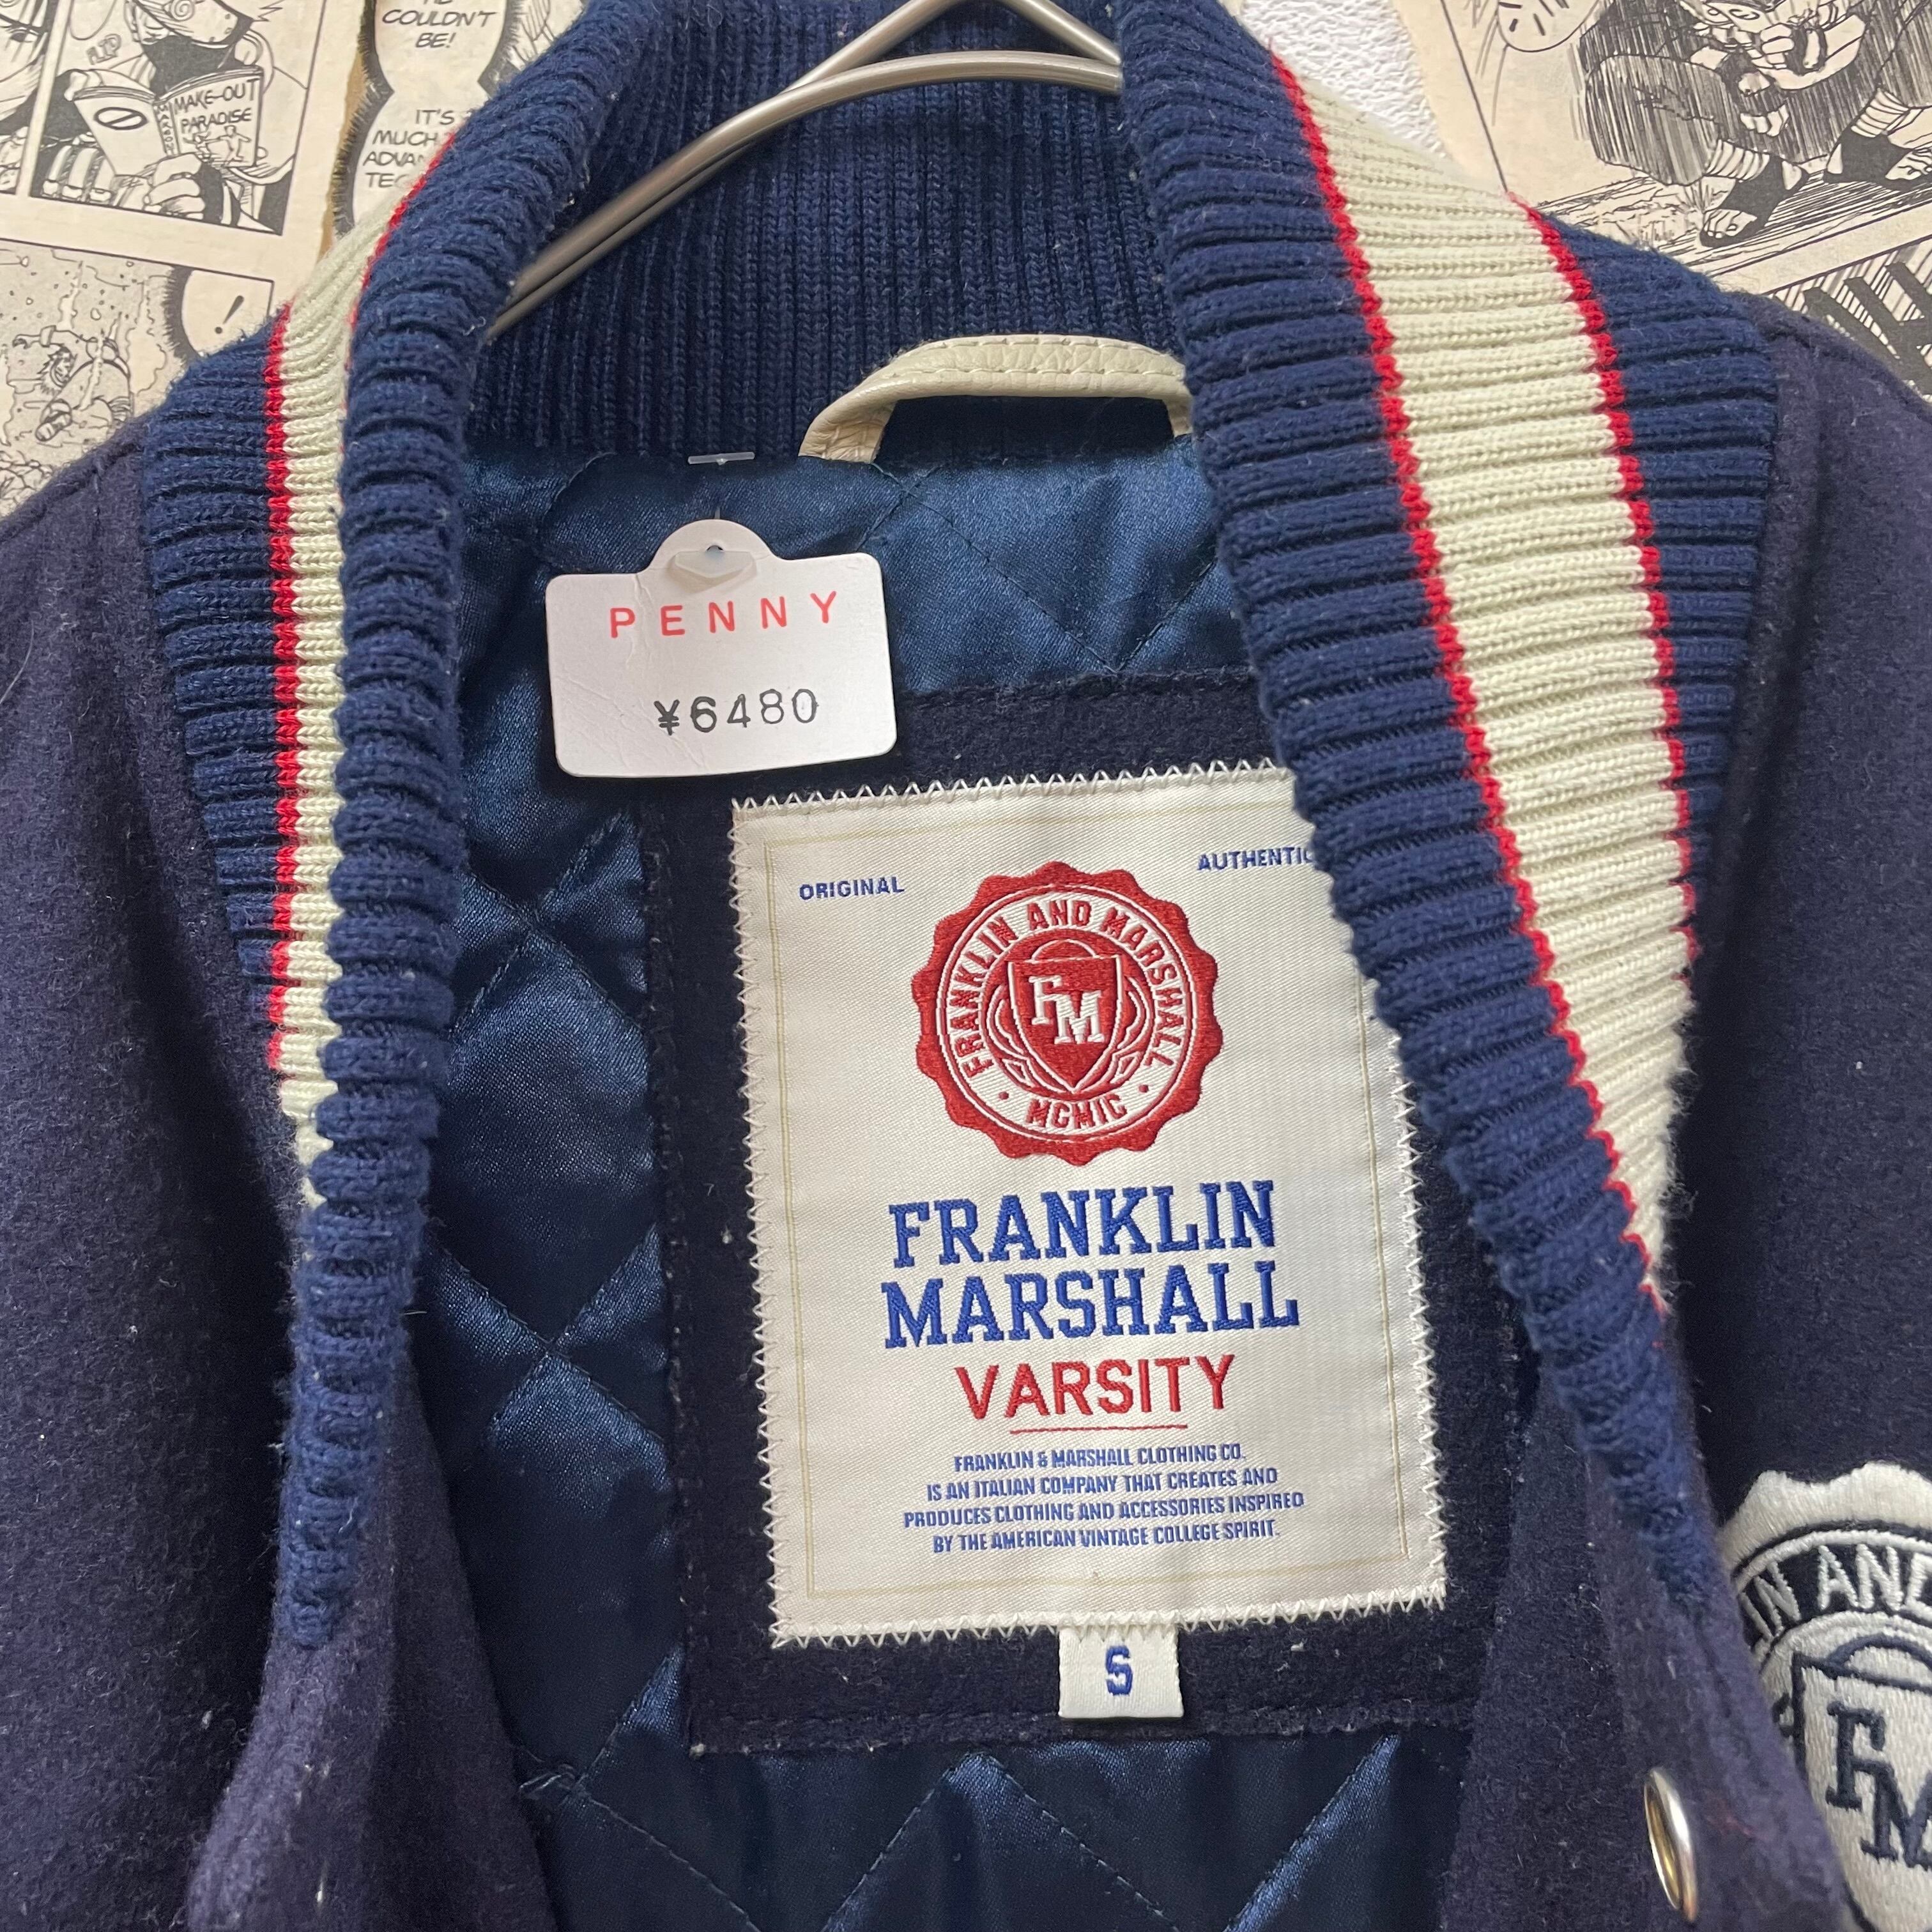 COULDN'T
BE!
MAKE-OUT
PARADISE
IT'S
MUCH
!
PENNY
¥6480
ORIGINAL
AUTHENTIC
FRANKLIN AND MARSHALL
FM
MCMIC
FRANKLIN
MARSHALL
VARSITY
FRANKLIN & MARSHALL CLOTHING CO.
IS AN ITALIAN COMPANY THAT CREATES AND
PRODUCES CLOTHING AND ACCESSORIES INSPIRED
BY THE AMERICAN VINTAGE COLLEGE SPIRIT.
S
LIN AND
FM